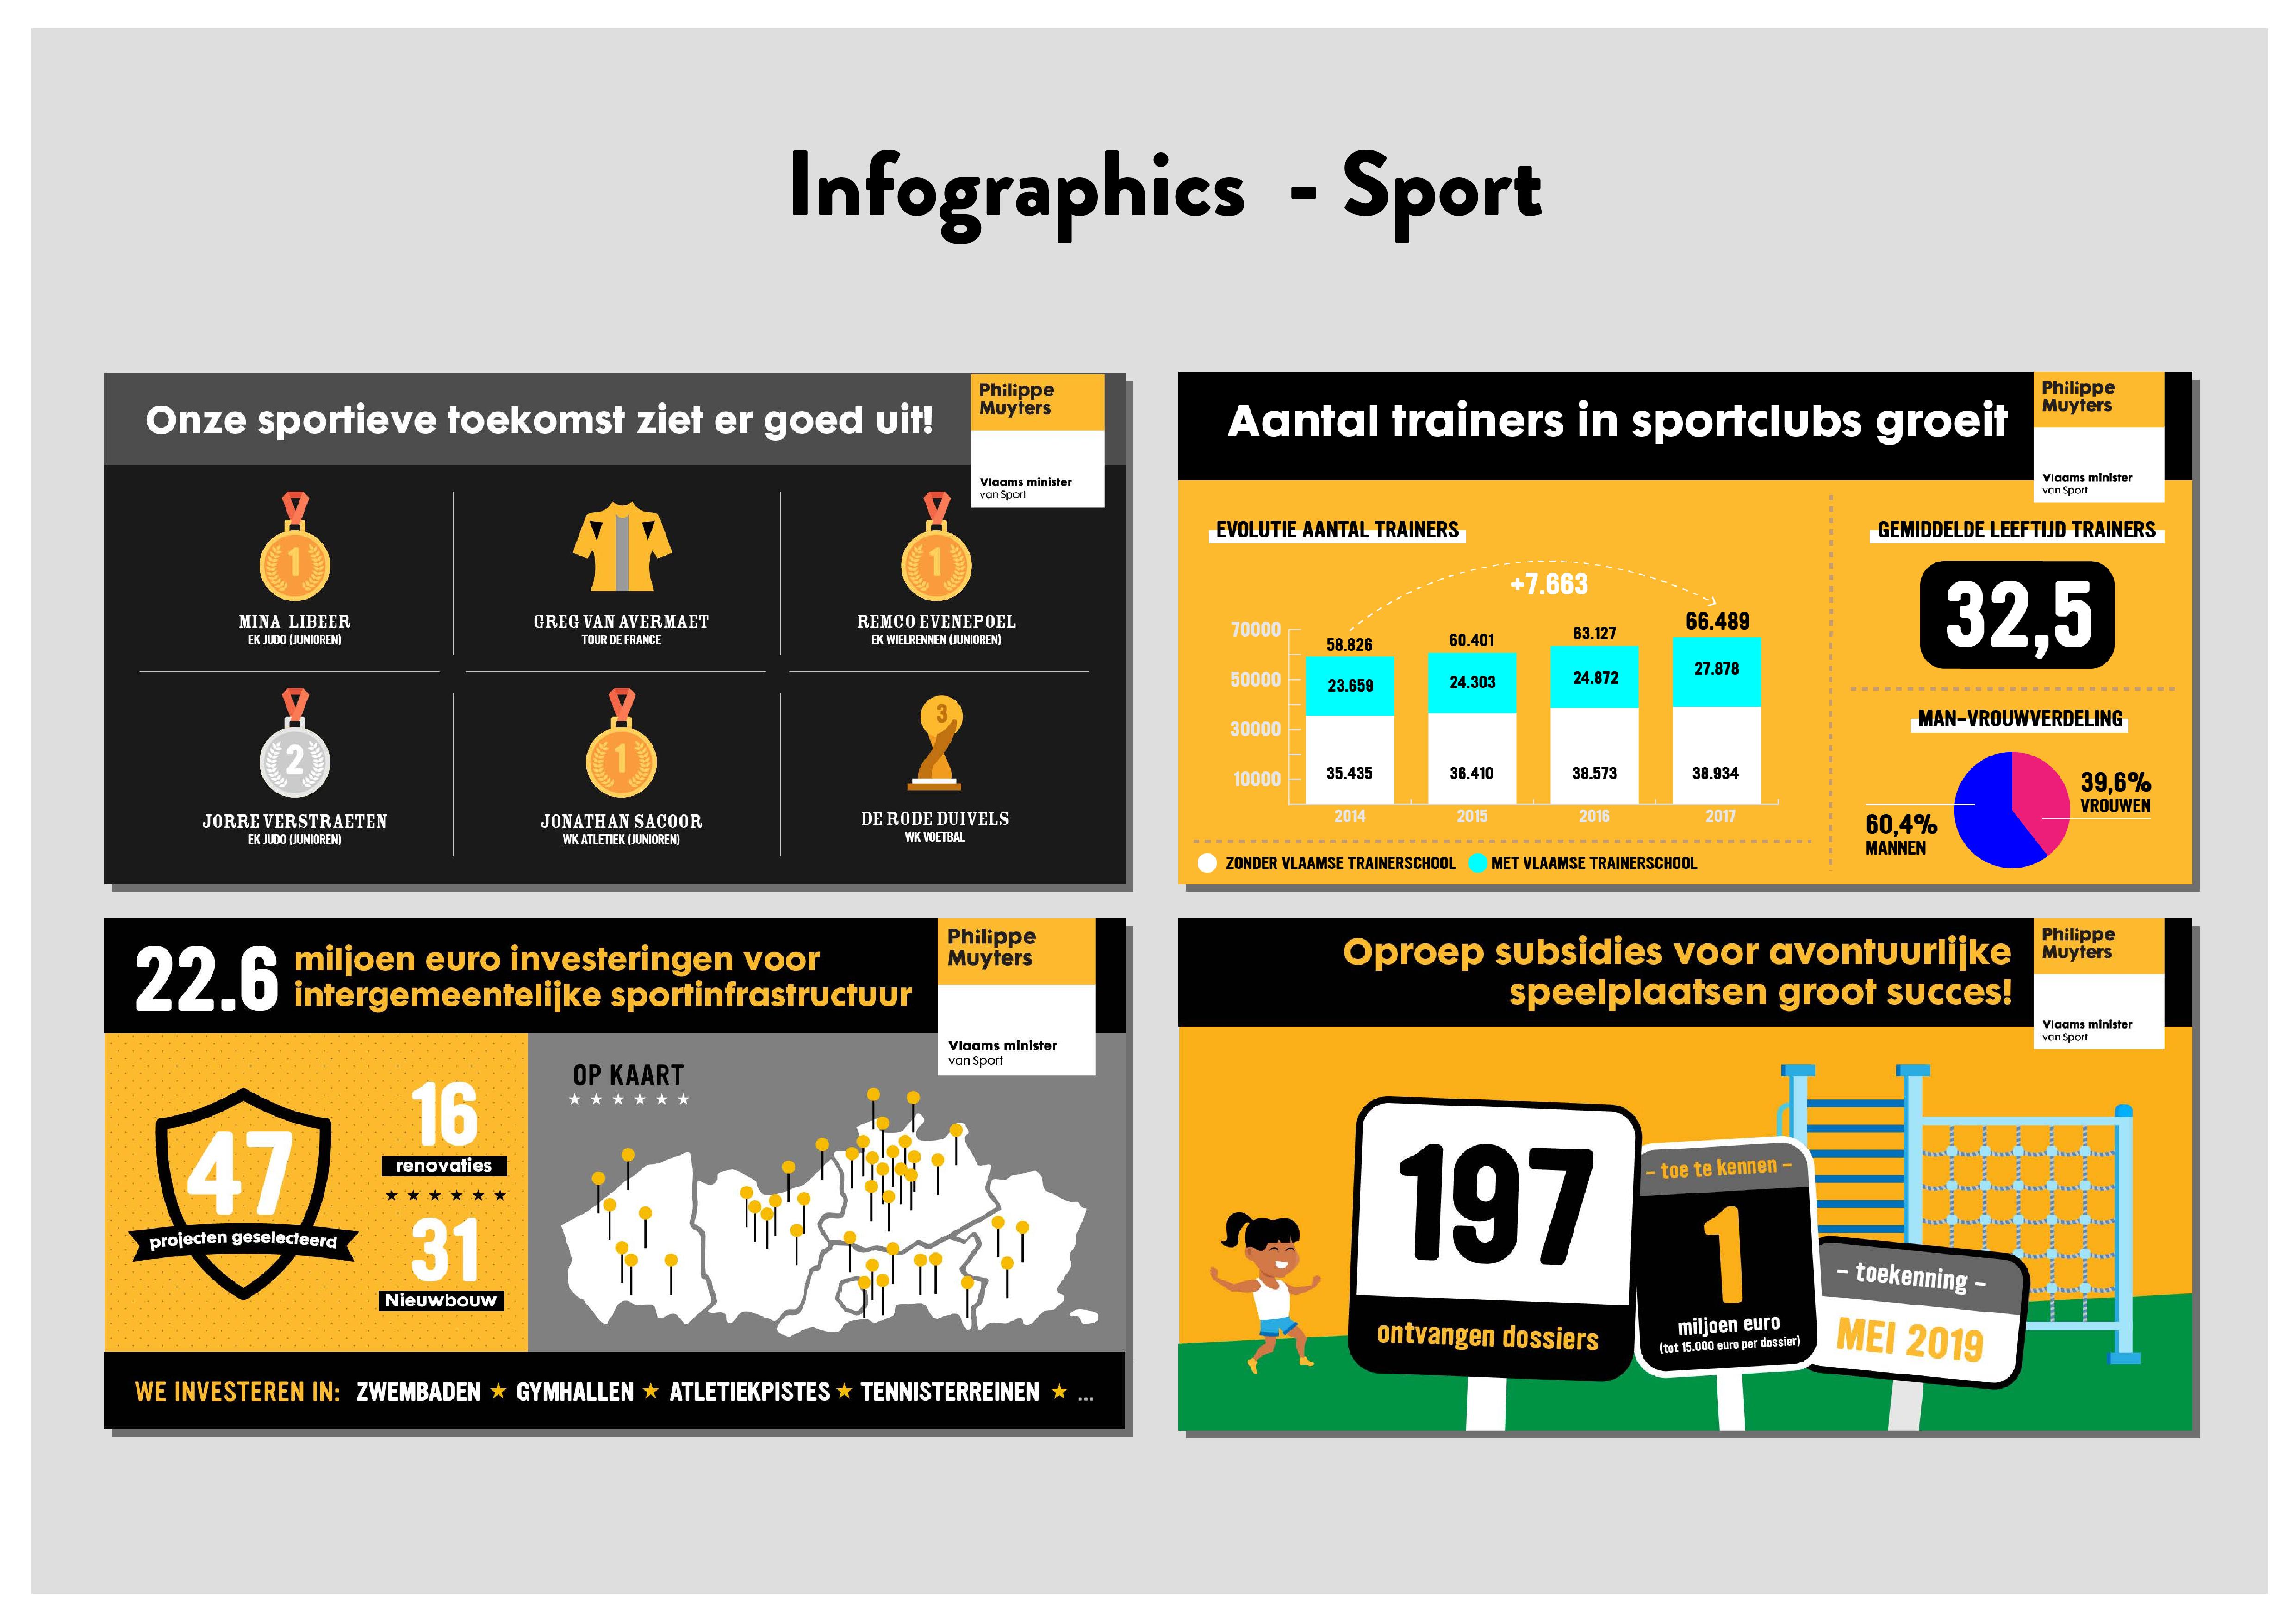 Infographics - Sport
Onze sportieve toekomst ziet er goed uit!
Philippe
Muyters
Vlaams minister
van Sport
1
MINA LIBEER
EK JUDO (JUNIOREN)
GREG VAN AVERMAET
TOUR DE FRANCE
1
REMCO EVENEPOEL
EK WIELRENNEN (JUNIOREN)
2
JORRE VERSTRAETEN
EK JUDO (JUNIOREN)
1
JONATHAN SACOOR
WK ATLETIEK (JUNIOREN)
3
DE RODE DUIVELS
WK VOETBAL
Aantal trainers in sportclubs groeit
Philippe
Muyters
Vlaams minister
van Sport
EVOLUTIE AANTAL TRAINERS
+7.663
70000
50000
30000
10000
58.826
60.401
63.127
66.489
23.659
24.303
24.872
27.878
35.435
36.410
38.573
38.934
2014
2015
2016
2017
ZONDER VLAAMSE TRAINERSCHOOL
MET VLAAMSE TRAINERSCHOOL
GEMIDDELDE LEEFTIJD TRAINERS
32,5
MAN-VROUWVERDELING
39,6%
VROUWEN
60,4%
MANNEN
22.6 miljoen euro investeringen voor
intergemeentelijke sportinfrastructuur
Philippe
Muyters
Vlaams minister
van Sport
47
projecten geselecteerd
16
renovaties
31
Nieuwbouw
OP KAART
WE INVESTEREN IN: ZWEMBADEN ★ GYMHALLEN ★ ATLETIEKPISTES ★ TENNISTERREINEN ★ ...
Oproep subsidies voor avontuurlijke
speelplaatsen groot succes!
Philippe
Muyters
Vlaams minister
van Sport
197
ontvangen dossiers
- toe te kennen -
1
miljoen euro
(tot 15.000 euro per dossier)
- toekenning -
MEI 2019